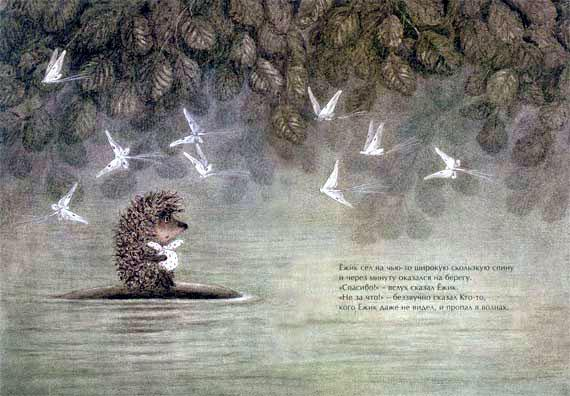 Ёжик сел на чью-то широкую скользкую спину
и через минуту оказался на берегу.
«Спасибо!» – вслух сказал Ёжик.
«Не за что!» – беззвучно сказал Кто-то,
кого Ёжик даже не видел, и пропал в волнах.